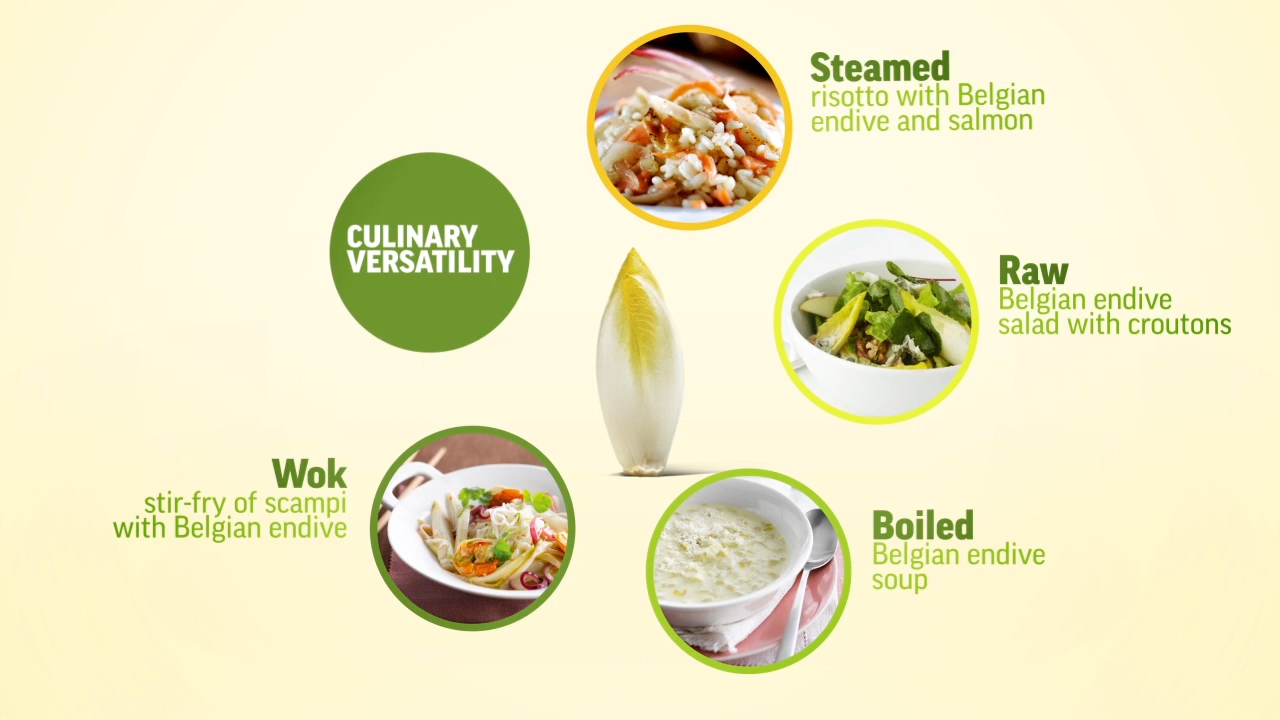 Steamed
risotto with Belgian
endive and salmon
CULINARY
VERSATILITY
Raw
Belgian endive
salad with croutons
Wok
stir-fry of scampi
with Belgian endive
Boiled
Belgian endive
soup